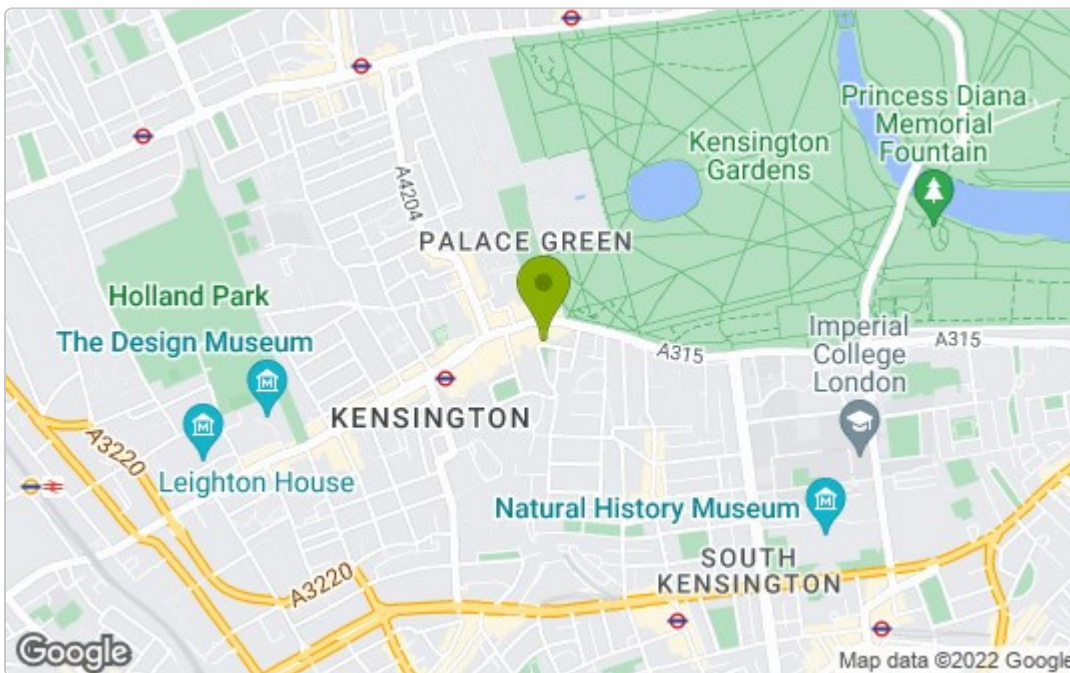 Princess Diana
Memorial
Fountain
Kensington
Gardens
A4204
PALACE GREEN
Holland Park
The Design Museum
Imperial
College
London
A315
A315
KENSINGTON
A3220
Leighton House
Natural History Museum
SOUTH
KENSINGTON
A3220
Google
Map data ©2022 Google